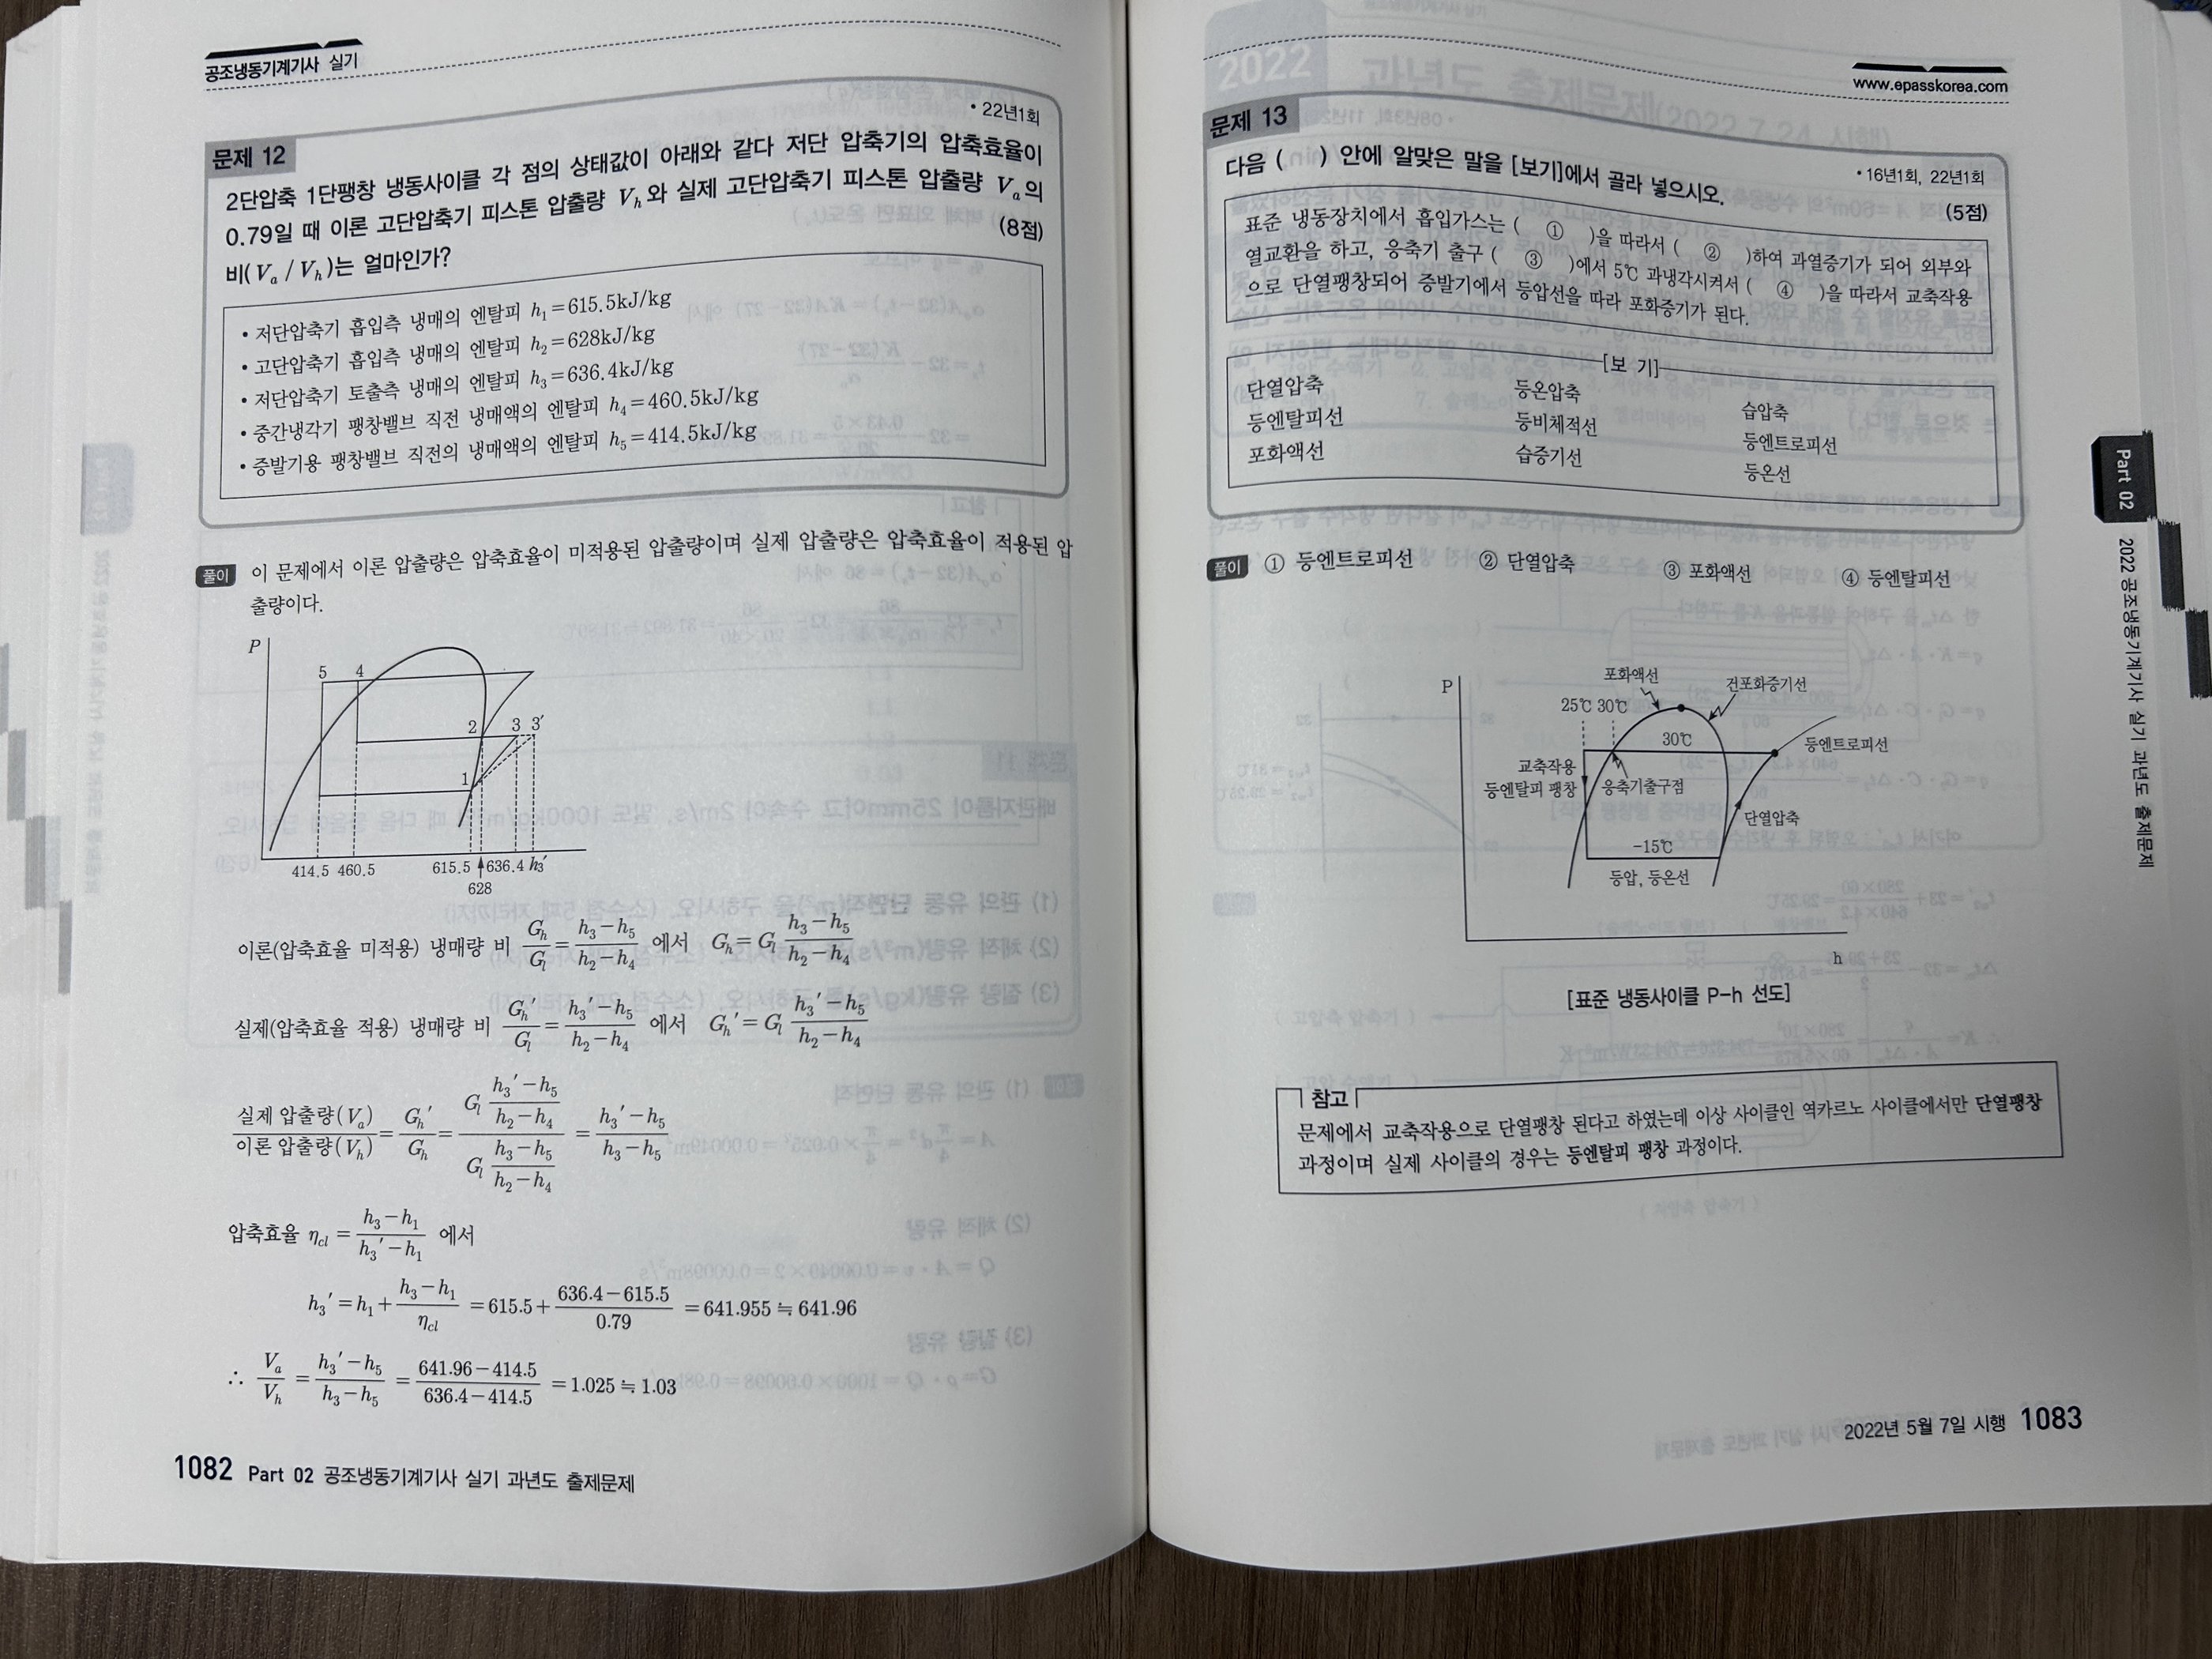 공조냉동기계기사 실기
문제 12
• 22년1회
2단압축 1단팽창 냉동사이클 각 점의 상태값이 아래와 같다 저단 압축기의 압축효율이
0.79일 때 이론 고단압축기 피스톤 압출량 Vh와 실제 고단압축기 피스톤 압출량 Va의
비(Va / Vh)는 얼마인가?
(8점)
• 저단압축기 흡입측 냉매의 엔탈피 h1=615.5kJ/kg
• 고단압축기 흡입측 냉매의 엔탈피 h2=628kJ/kg
• 저단압축기 토출측 냉매의 엔탈피 h3=636.4kJ/kg
• 중간냉각기 팽창밸브 직전 냉매액의 엔탈피 h4=460.5kJ/kg
• 증발기용 팽창밸브 직전의 냉매액의 엔탈피 h5=414.5kJ/kg
풀이 이 문제에서 이론 압출량은 압축효율이 미적용된 압출량이며 실제 압출량은 압축효율이 적용된 압
출량이다.
P
5 4
2 3 3′
1
414.5 460.5 615.5 636.4 h3′
628
이론(압축효율 미적용) 냉매량 비 Gh/Gl = (h3−h5)/(h2−h4) 에서 Gh=Gl (h3−h5)/(h2−h4)
실제(압축효율 적용) 냉매량 비 Gh′/Gl = (h3′−h5)/(h2−h4) 에서 Gh′=Gl (h3′−h5)/(h2−h4)
실제 압출량(Va)/이론 압출량(Vh) = Gh′/Gh = (Gl (h3′−h5)/(h2−h4))/(Gl (h3−h5)/(h2−h4)) = (h3′−h5)/(h3−h5)
압축효율 ηcl = (h3−h1)/(h3′−h1) 에서
h3′=h1+(h3−h1)/ηcl =615.5+(636.4−615.5)/0.79 =641.955≒641.96
∴ Va/Vh = (h3′−h5)/(h3−h5) = (641.96−414.5)/(636.4−414.5) =1.025≒1.03
1082 Part 02 공조냉동기계기사 실기 과년도 출제문제
www.epasskorea.com
문제 13
• 16년1회, 22년1회
다음 ( ) 안에 알맞은 말을 [보기]에서 골라 넣으시오.
(5점)
표준 냉동장치에서 흡입가스는 ( ① )을 따라서 ( ② )하여 과열증기가 되어 외부와
열교환을 하고, 응축기 출구 ( ③ )에서 5℃ 과냉각시켜서 ( ④ )을 따라서 교축작용
으로 단열팽창되어 증발기에서 등압선을 따라 포화증기가 된다.
[보 기]
단열압축 등온압축 습압축
등엔탈피선 등비체적선 등엔트로피선
포화액선 습증기선 등온선
풀이 ① 등엔트로피선 ② 단열압축 ③ 포화액선 ④ 등엔탈피선
P
포화액선
건포화증기선
25℃ 30℃
30℃
등엔트로피선
교축작용
등엔탈피 팽창
응축기출구점
단열압축
-15℃
등압, 등온선
h
[표준 냉동사이클 P-h 선도]
참고
문제에서 교축작용으로 단열팽창 된다고 하였는데 이상 사이클인 역카르노 사이클에서만 단열팽창
과정이며 실제 사이클의 경우는 등엔탈피 팽창 과정이다.
2022년 5월 7일 시행 1083
Part 02
2022 공조냉동기계기사 실기 과년도 출제문제